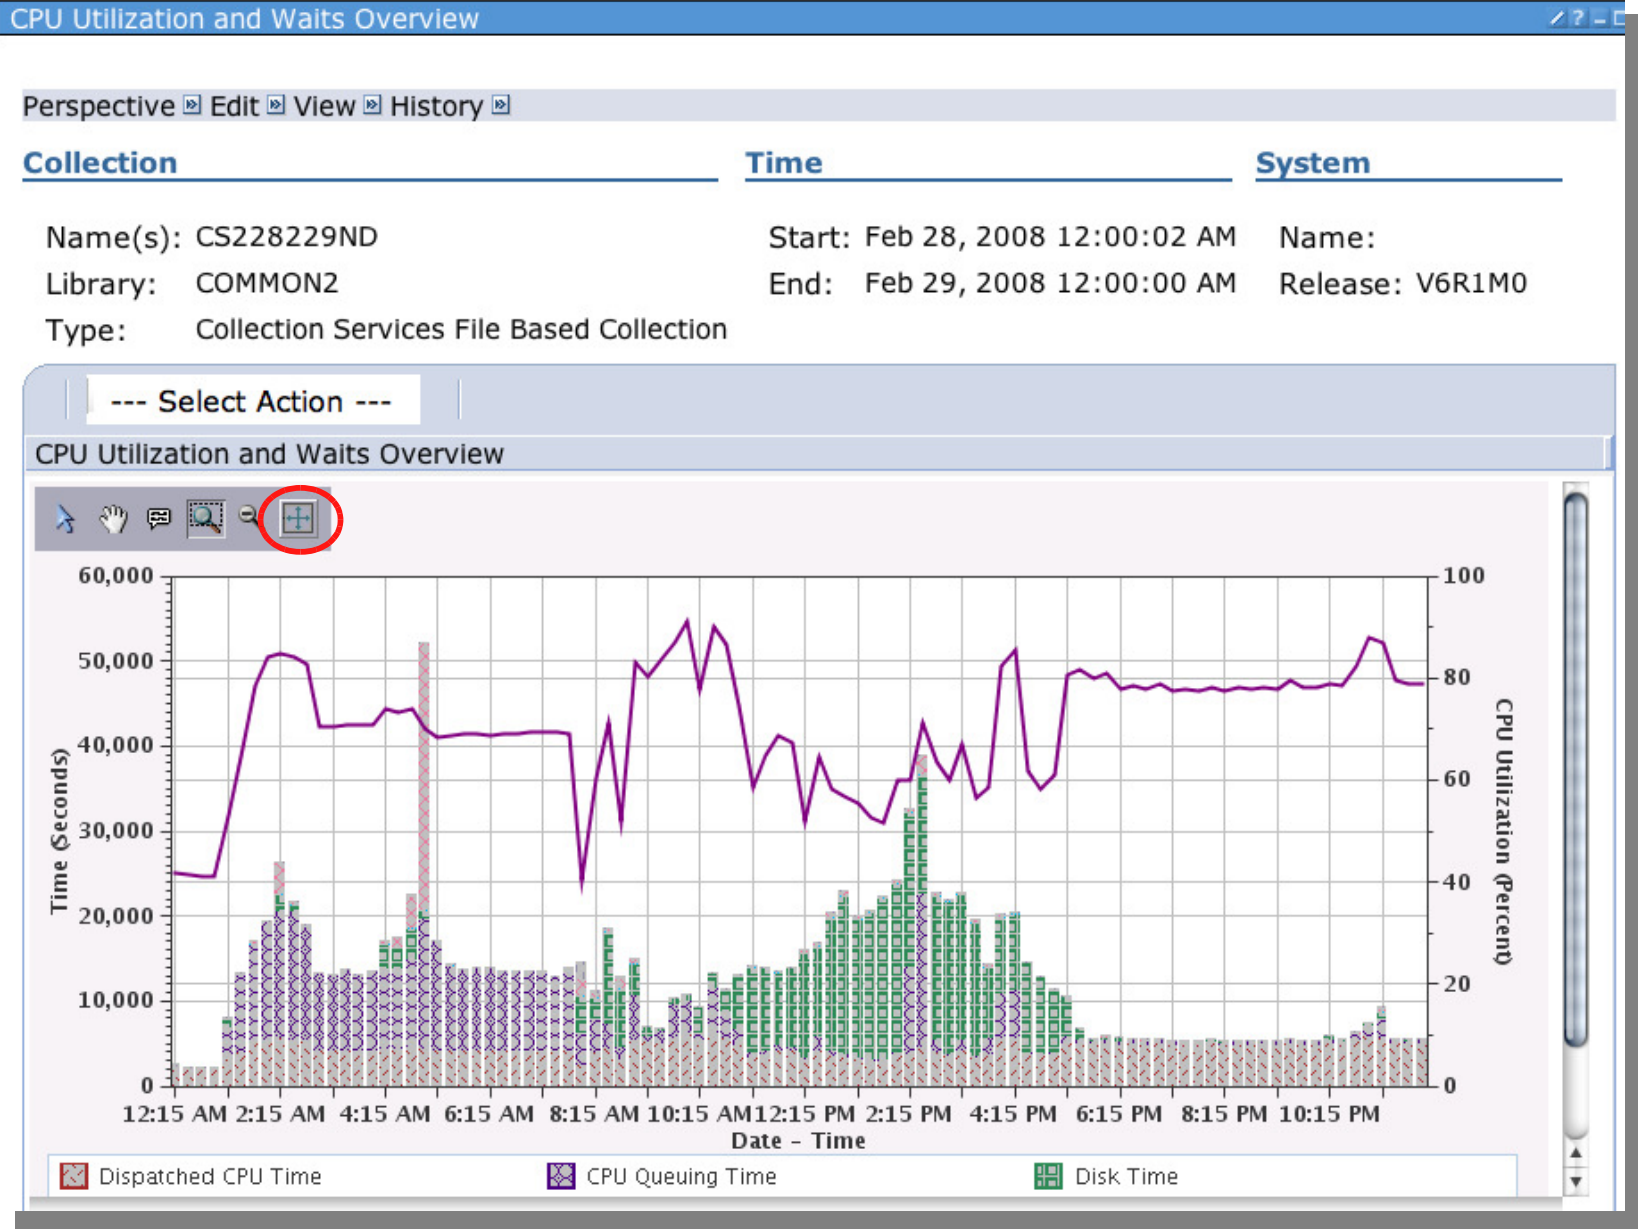 CPU Utilization and Waits Overview
Perspective Edit View History
Collection Time System
Name(s): CS228229ND Start: Feb 28, 2008 12:00:02 AM Name:
Library: COMMON2 End: Feb 29, 2008 12:00:00 AM Release: V6R1M0
Type: Collection Services File Based Collection
--- Select Action ---
CPU Utilization and Waits Overview
60,000
50,000
40,000
30,000
20,000
10,000
0
Time (Seconds)
100
80
60
40
20
0
CPU Utilization (Percent)
12:15 AM 2:15 AM 4:15 AM 6:15 AM 8:15 AM 10:15 AM 12:15 PM 2:15 PM 4:15 PM 6:15 PM 8:15 PM 10:15 PM
Date - Time
Dispatched CPU Time CPU Queuing Time Disk Time